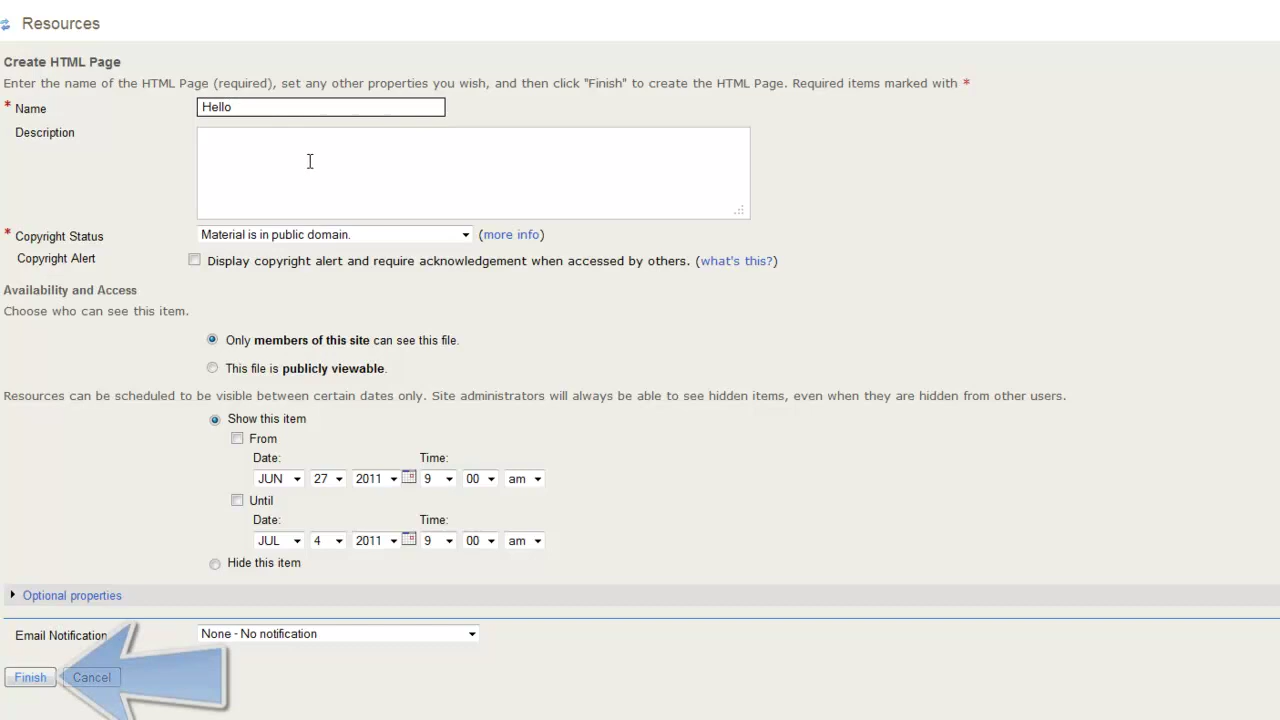 Resources
Create HTML Page
Enter the name of the HTML Page (required), set any other properties you wish, and then click "Finish" to create the HTML Page. Required items marked with *
* Name Hello
Description
* Copyright Status Material is in public domain. (more info)
Copyright Alert Display copyright alert and require acknowledgement when accessed by others. (what's this?)
Availability and Access
Choose who can see this item.
Only members of this site can see this file.
This file is publicly viewable.
Resources can be scheduled to be visible between certain dates only. Site administrators will always be able to see hidden items, even when they are hidden from other users.
Show this item
From
Date: Time:
JUN 27 2011 9 00 am
Until
Date: Time:
JUL 4 2011 9 00 am
Hide this item
Optional properties
Email Notification None - No notification
Finish Cancel